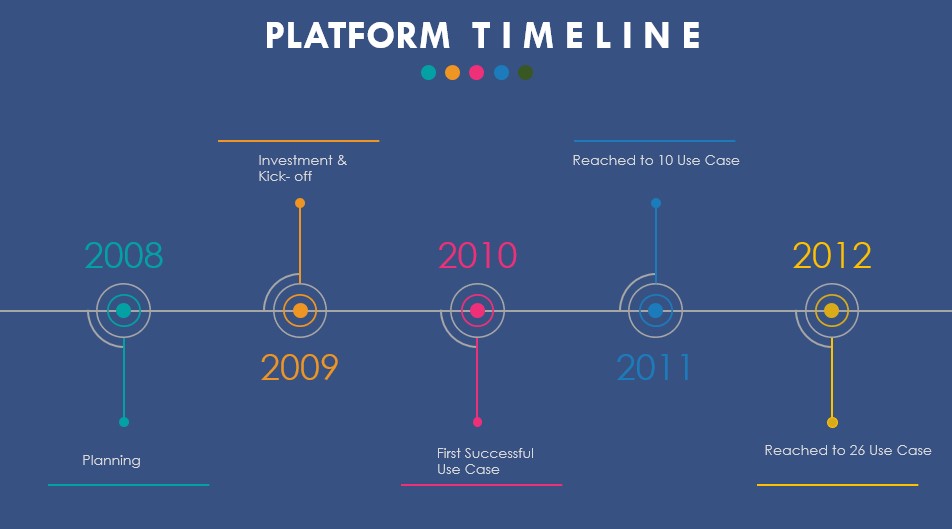 PLATFORM TIMELINE
Investment &
Kick- off
Reached to 10 Use Case
2008
2010
2012
2009
2011
Planning
First Successful
Use Case
Reached to 26 Use Case